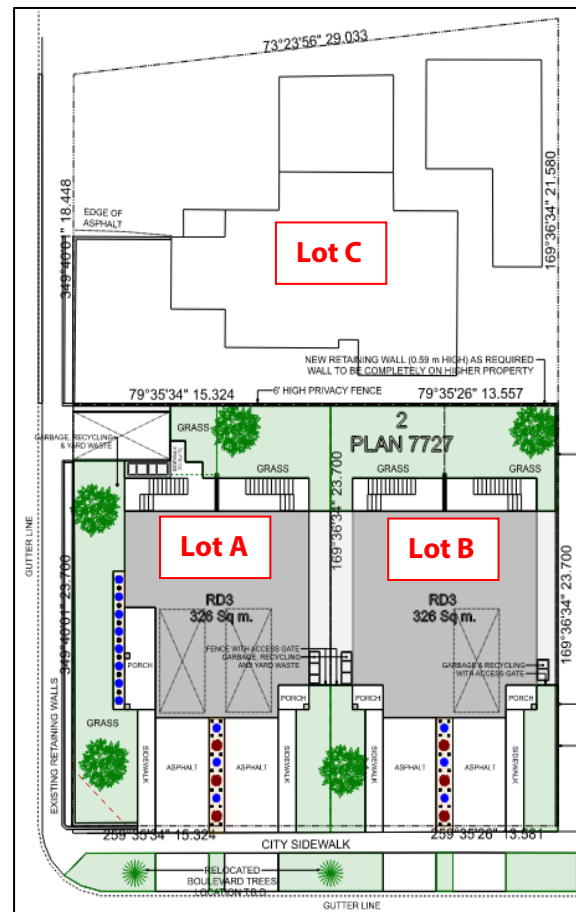 73°23'56" 29.033
349°40'01" 18.448
169°36'34" 21.580
EDGE OF
ASPHALT
Lot C
NEW RETAINING WALL (0.59 m HIGH) AS REQUIRED
WALL TO BE COMPLETELY ON HIGHER PROPERTY
79°35'34" 15.324
6' HIGH PRIVACY FENCE
79°35'26" 13.557
2
PLAN 7727
GRASS
GARBAGE, RECYCLING
& YARD WASTE
GRASS
GRASS
GRASS
169°36'34" 23.700
Lot A
Lot B
GUTTER LINE
349°40'01" 23.700
169°36'34" 23.700
RD3
326 Sq m.
RD3
326 Sq m.
FENCE WITH ACCESS GATE
GARBAGE, RECYCLING
AND YARD WASTE
GARBAGE & RECYCLING
WITH ACCESS GATE
PORCH
PORCH
PORCH
PORCH
EXISTING RETAINING WALLS
GRASS
SIDEWALK
ASPHALT
ASPHALT
SIDEWALK
SIDEWALK
ASPHALT
ASPHALT
SIDEWALK
259°35'34" 15.324
259°35'26" 13.581
CITY SIDEWALK
RELOCATED
BOULEVARD TREES
LOCATION T.B.D.
GUTTER LINE